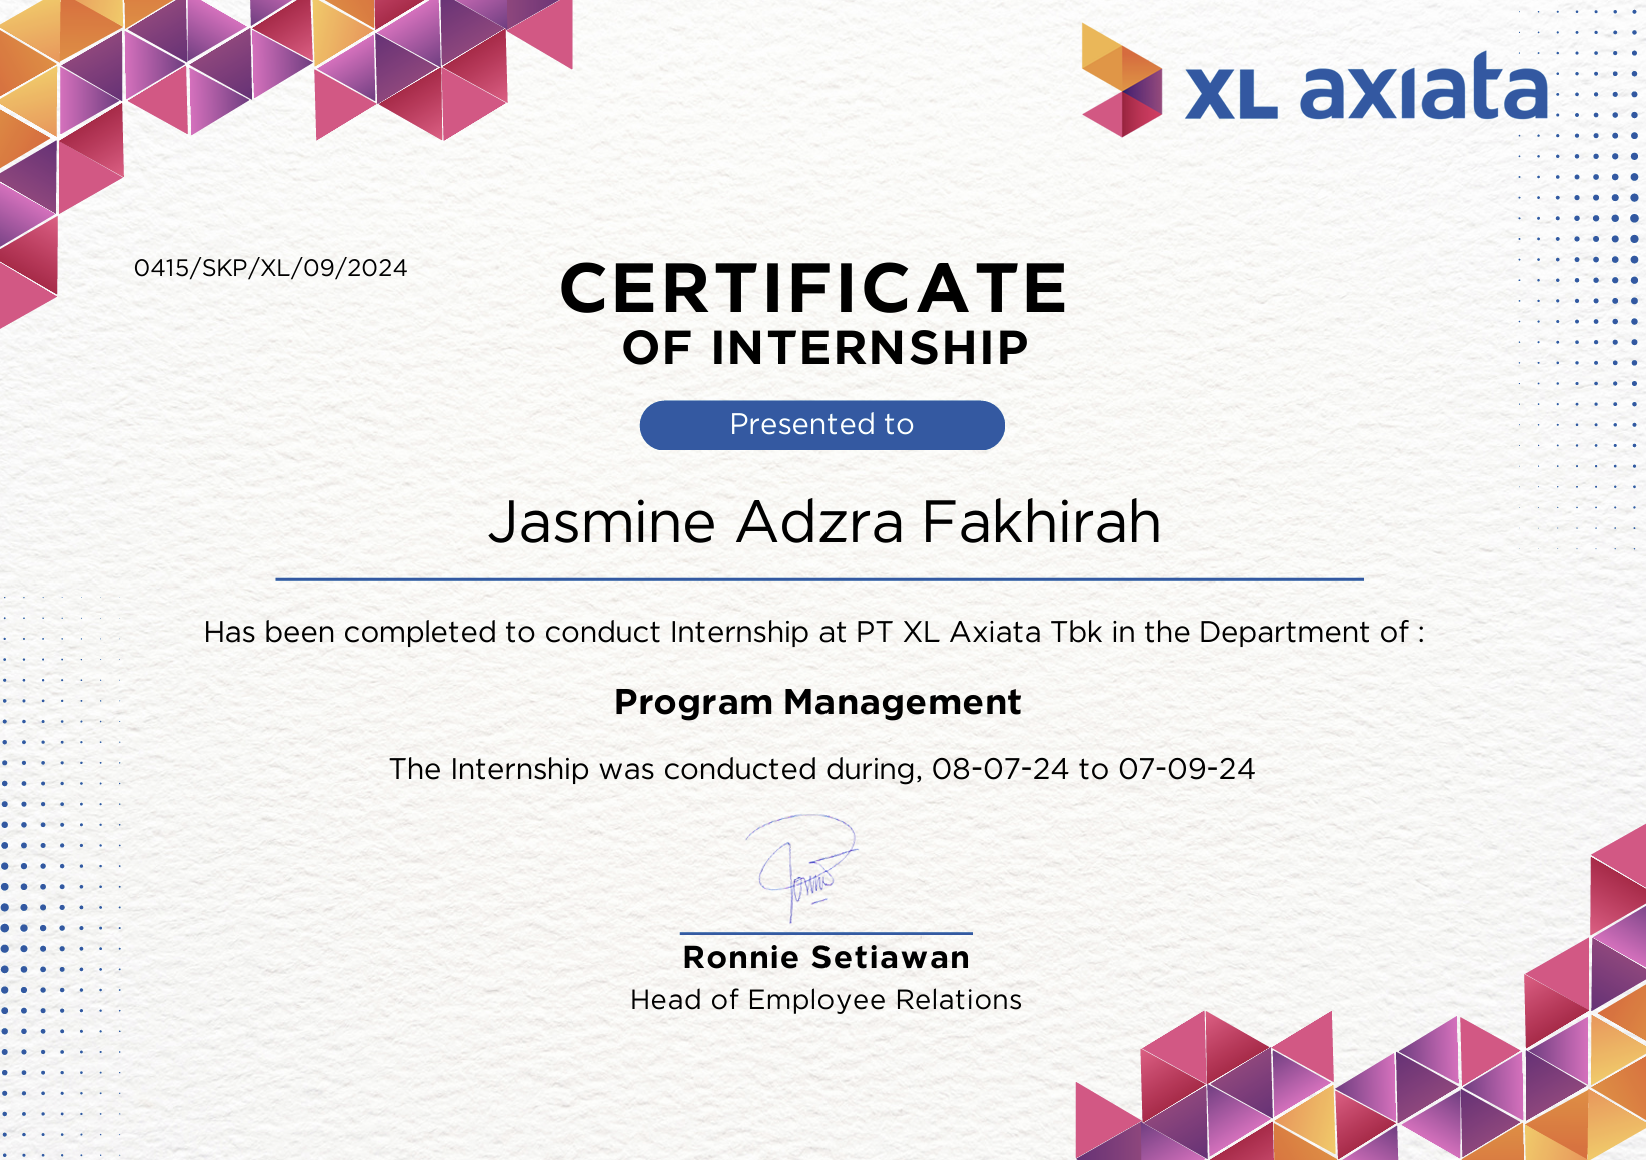 XL axiata
0415/SKP/XL/09/2024
CERTIFICATE
OF INTERNSHIP
Presented to
Jasmine Adzra Fakhirah
Has been completed to conduct Internship at PT XL Axiata Tbk in the Department of :
Program Management
The Internship was conducted during, 08-07-24 to 07-09-24
Ronnie Setiawan
Head of Employee Relations